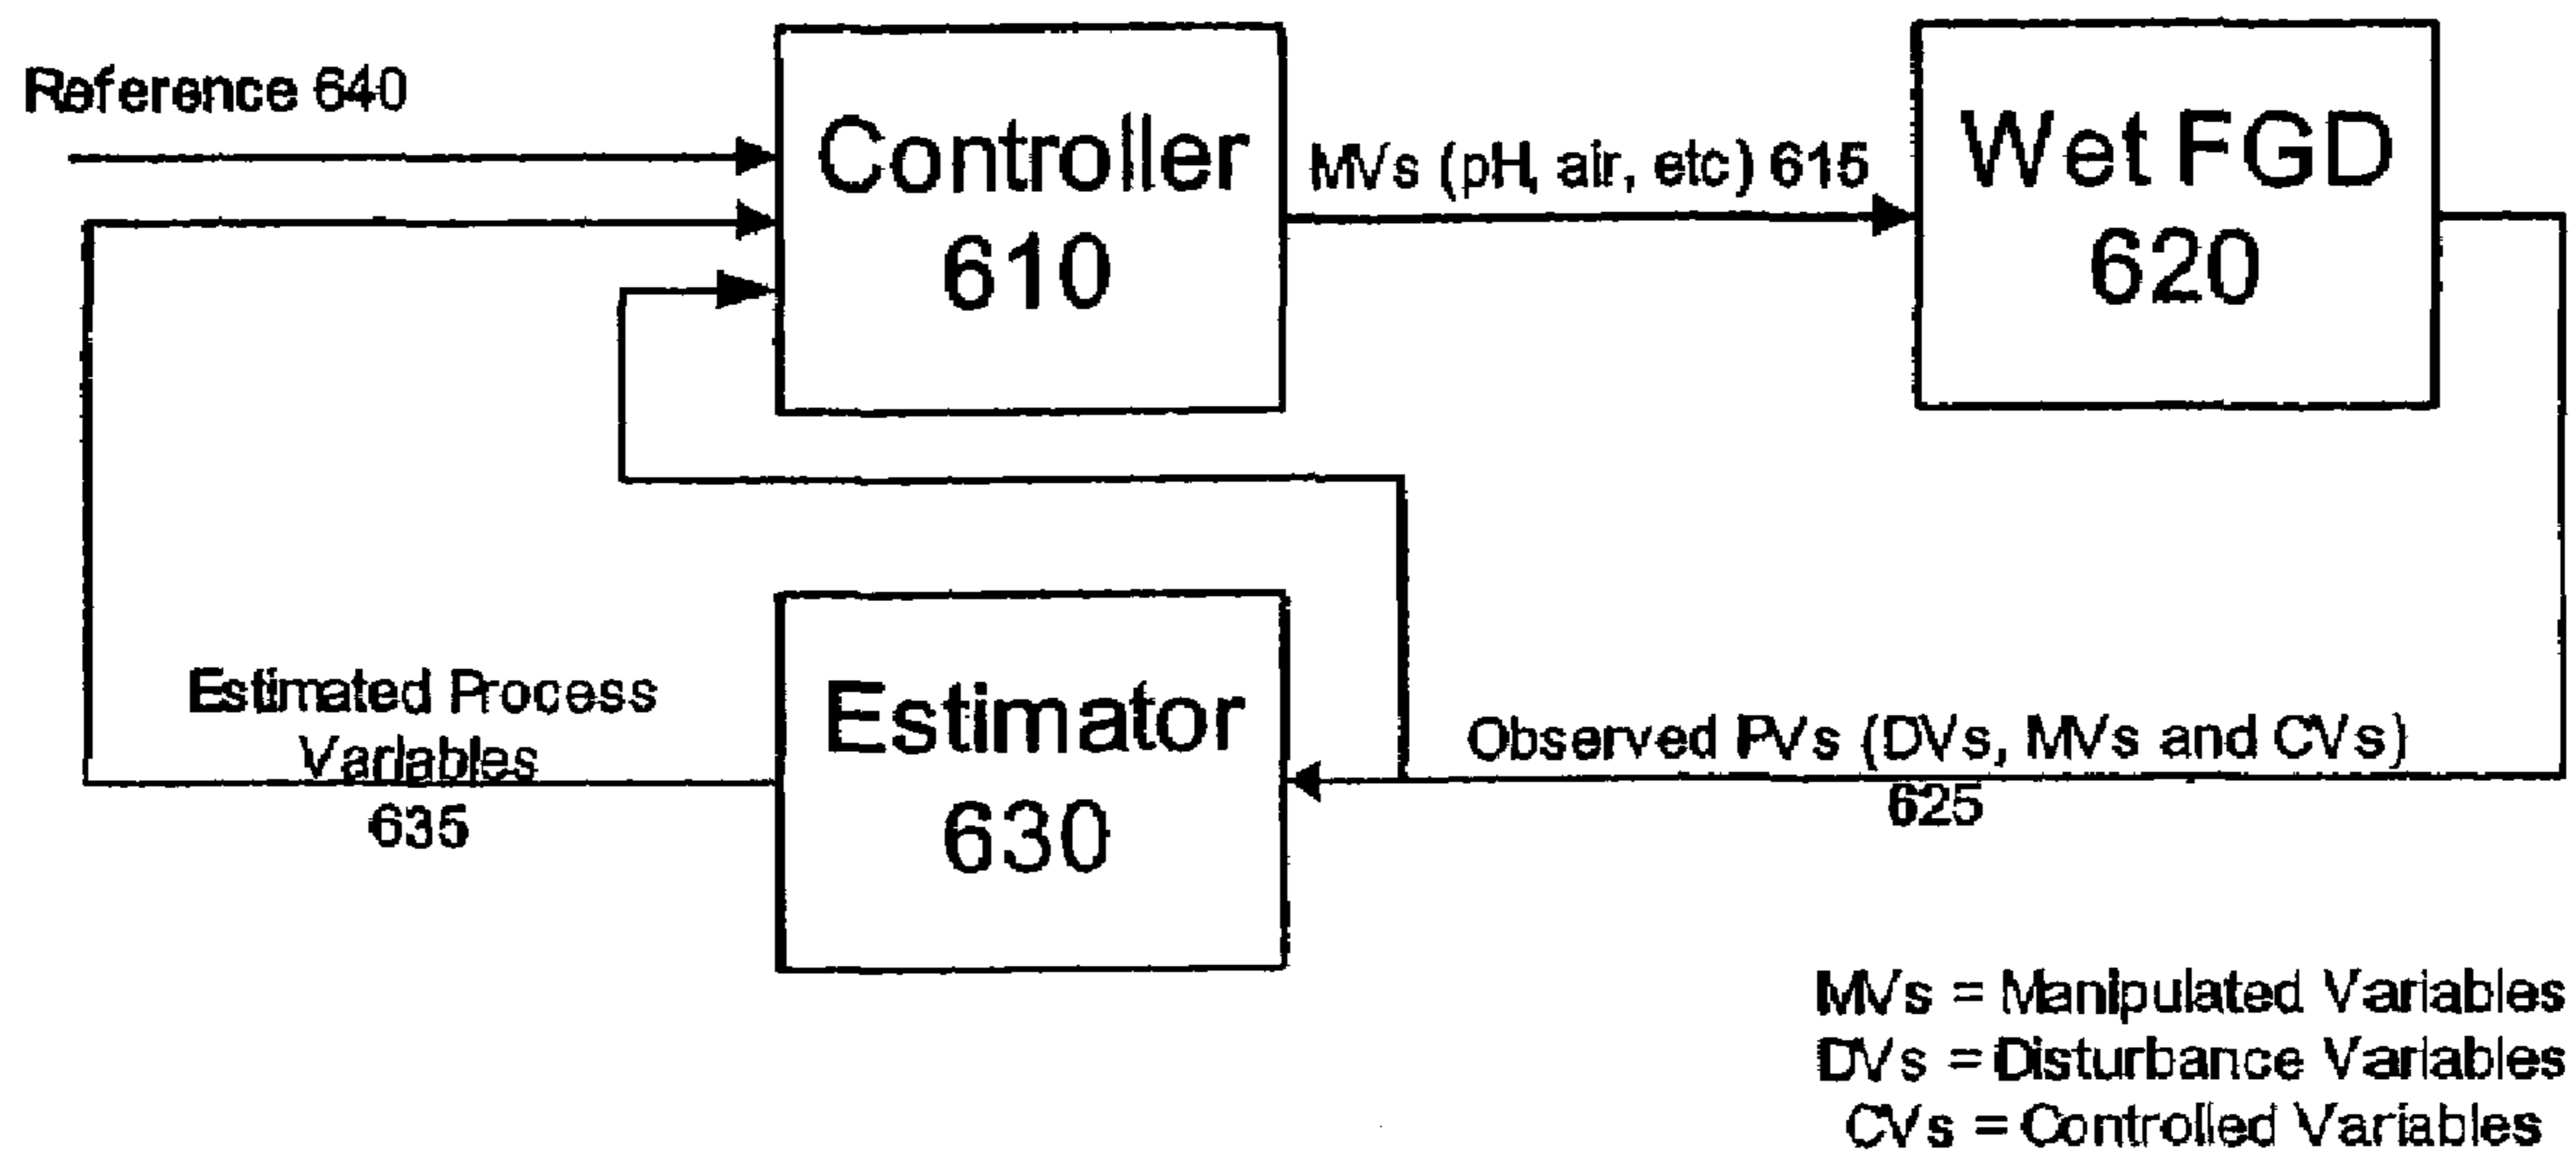 Reference 640
Controller
610
MVs (pH, air, etc) 615
Wet FGD
620
Estimated Process
Variables
635
Estimator
630
Observed PVs (DVs, MVs and CVs)
625
MVs = Manipulated Variables
DVs = Disturbance Variables
CVs = Controlled Variables